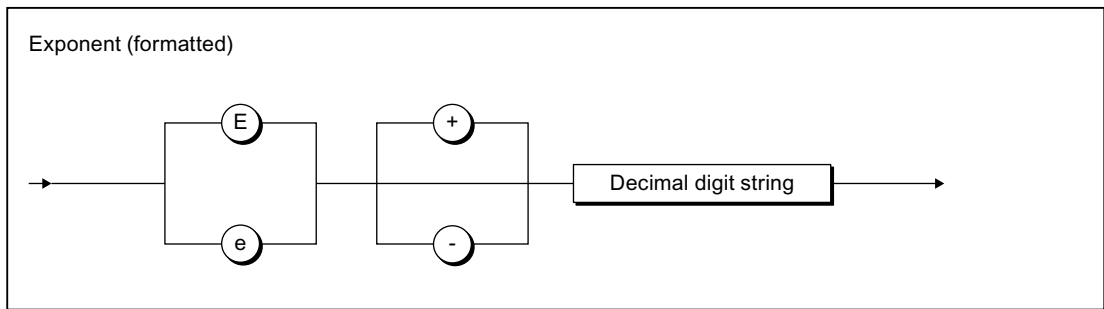 Exponent (formatted)
E
+
Decimal digit string
e
-